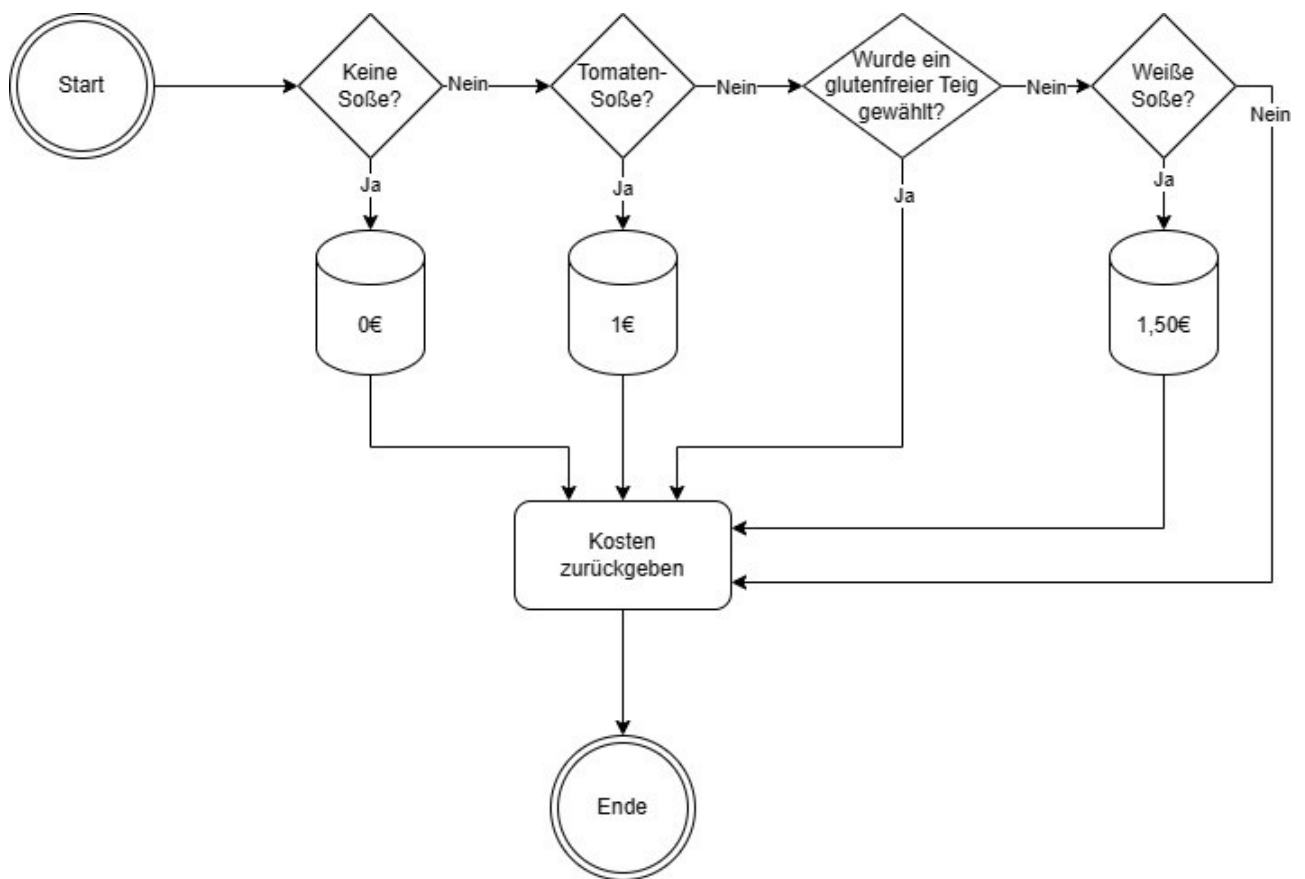 Start
Keine
Soße?
Nein
Tomaten-
Soße?
Nein
Wurde ein
glutenfreier Teig
gewählt?
Nein
Weiße
Soße?
Nein
Ja
Ja
Ja
Ja
0€
1€
1,50€
Kosten
zurückgeben
Ende